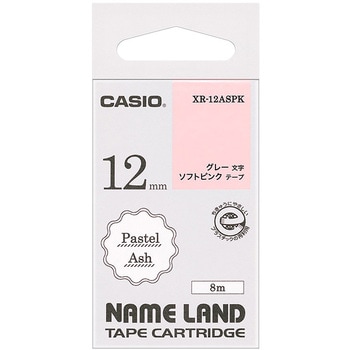 XR-12ASPK
CASIO
グレー 文字
ソフトピンク テープ
12mm
Pastel
Ash
8m
NAME LAND
TAPE CARTRIDGE